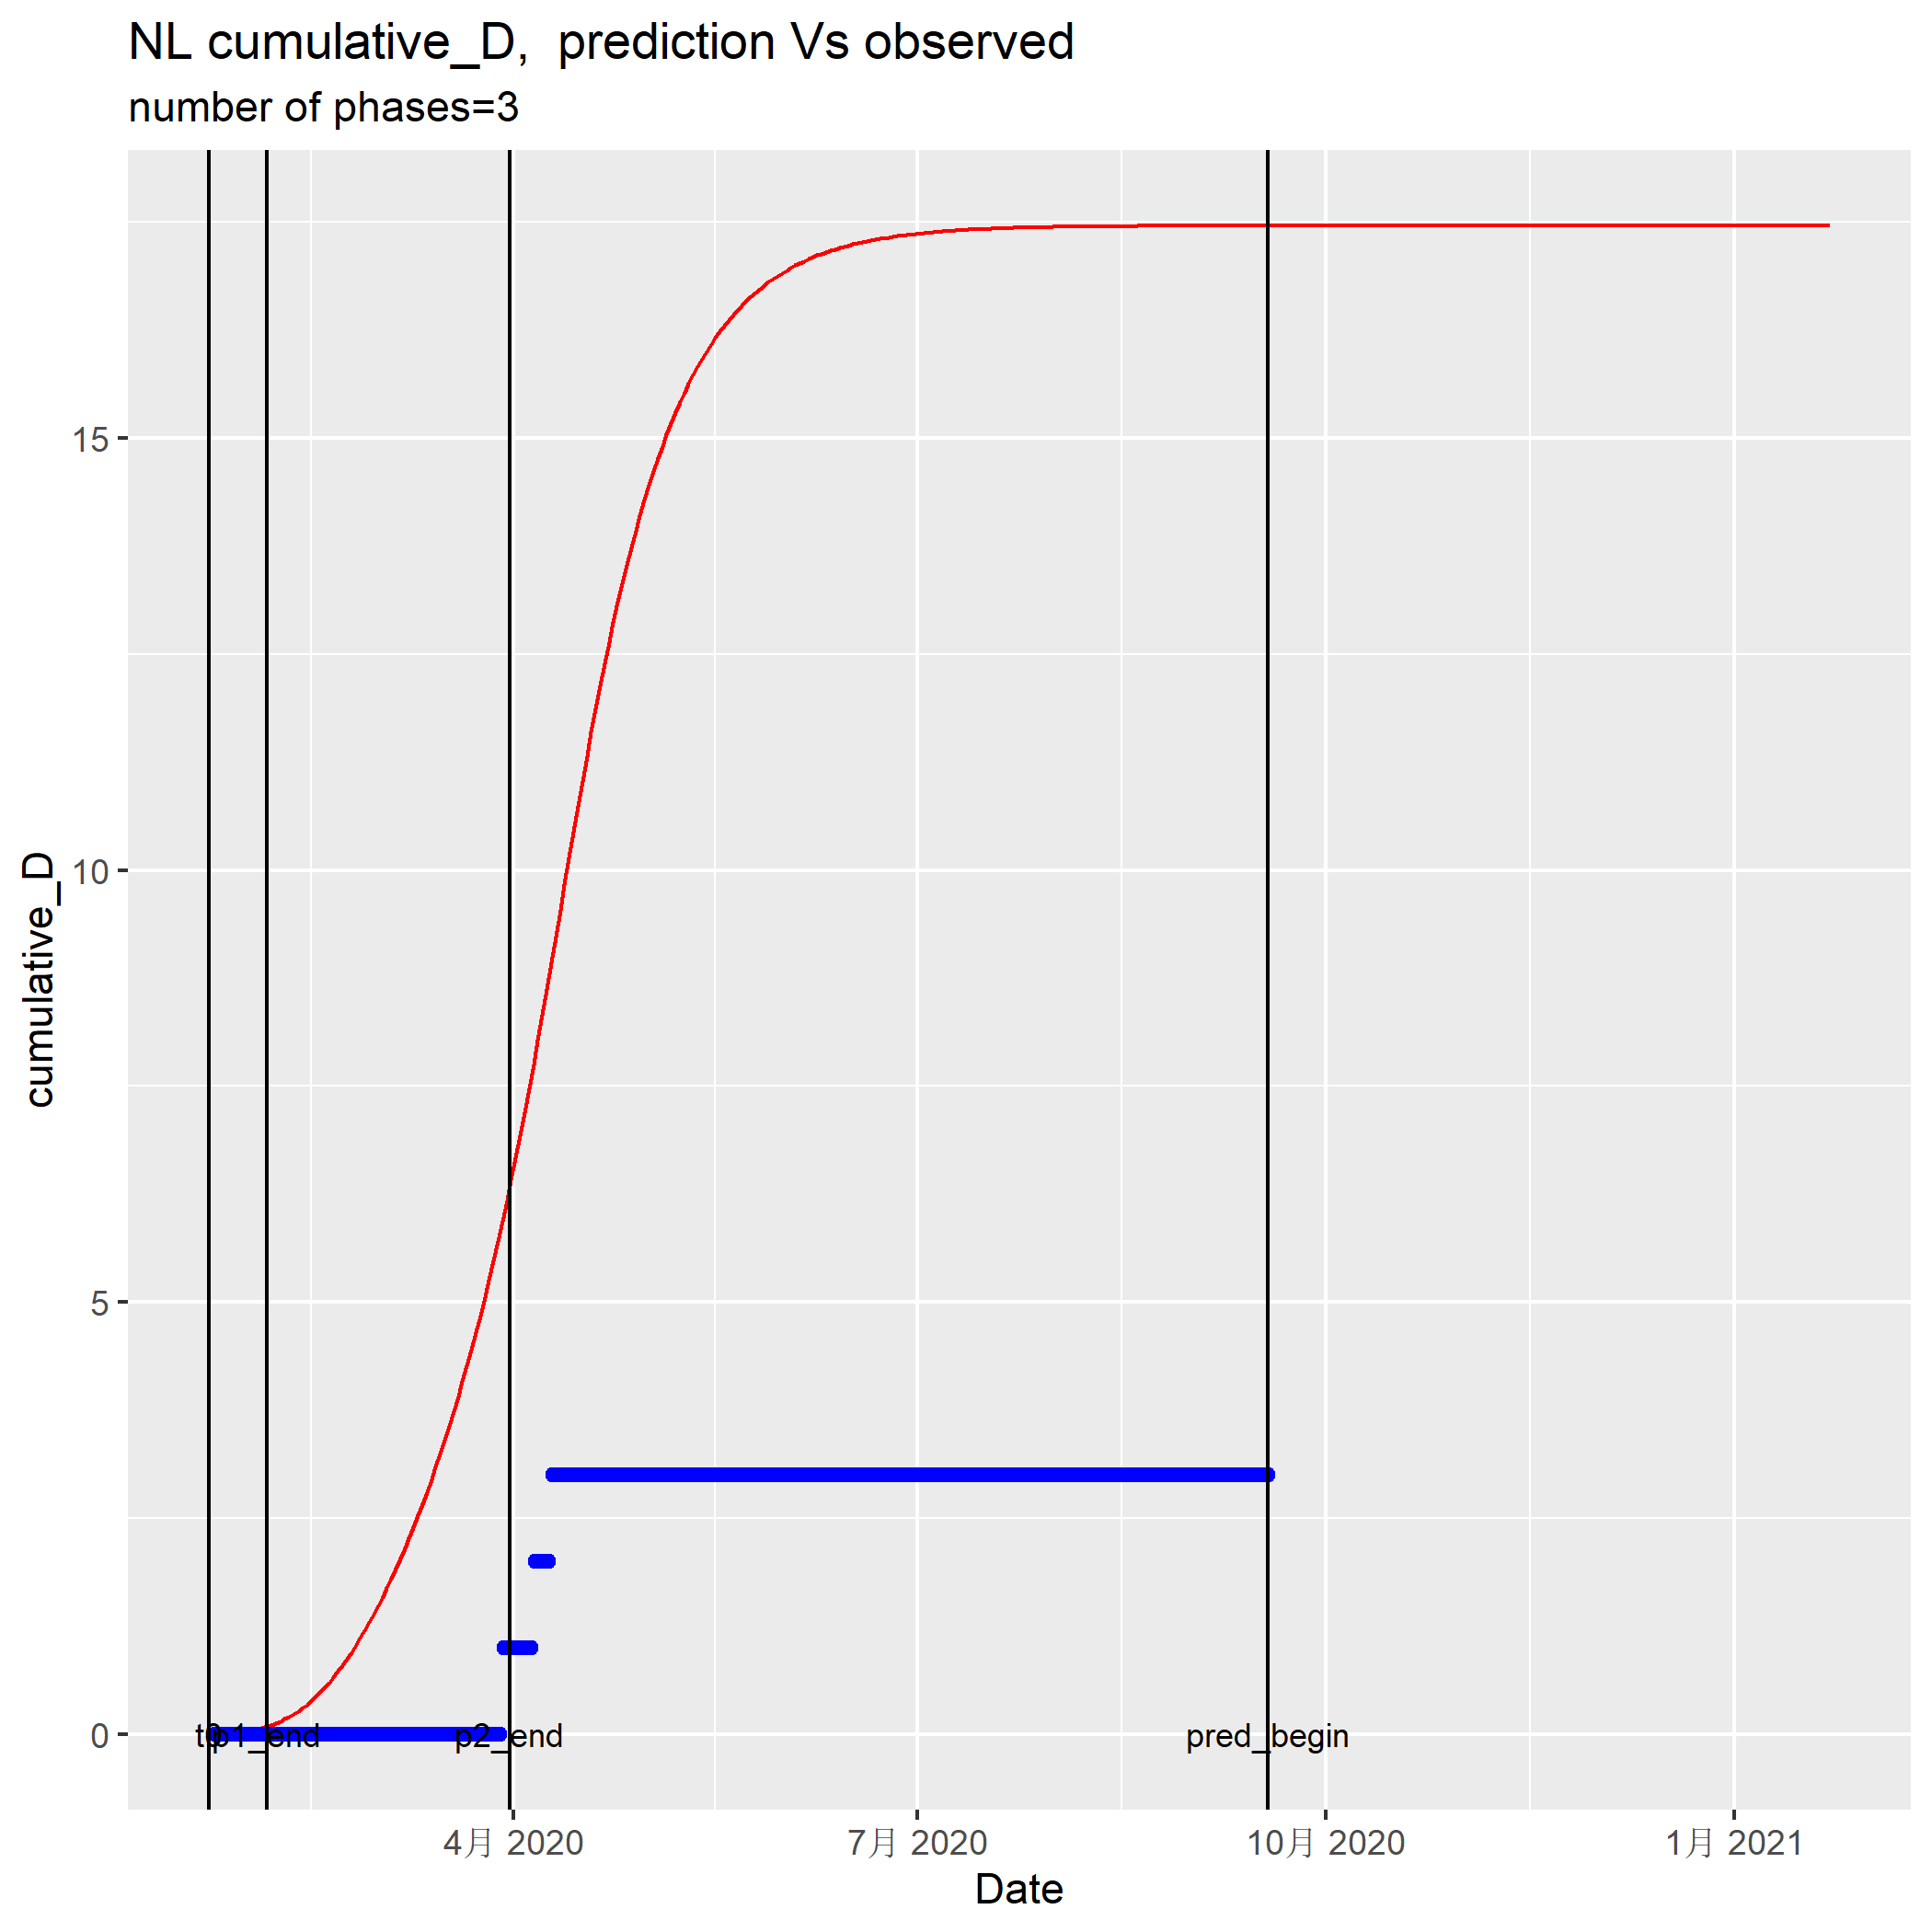 NL cumulative_D,  prediction Vs observed
number of phases=3
cumulative_D
15
10
5
0
t0
p1_end
p2_end
pred_begin
4月 2020
7月 2020
10月 2020
1月 2021
Date